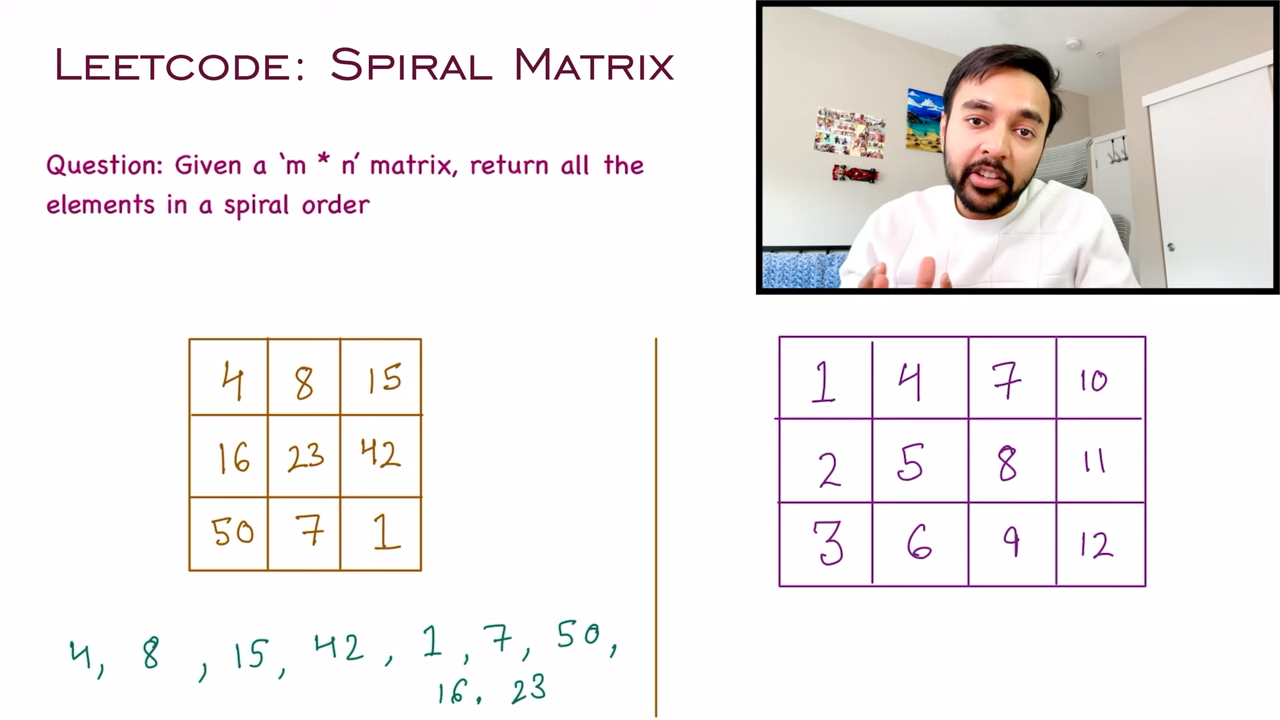 LEETCODE: SPIRAL MATRIX
Question: Given a 'm * n' matrix, return all the
elements in a spiral order
4 8 15
16 23 42
50 7 1
4, 8 , 15, 42 , 1 , 7, 50,
16. 23
1 4 7 10
2 5 8 11
3 6 9 12